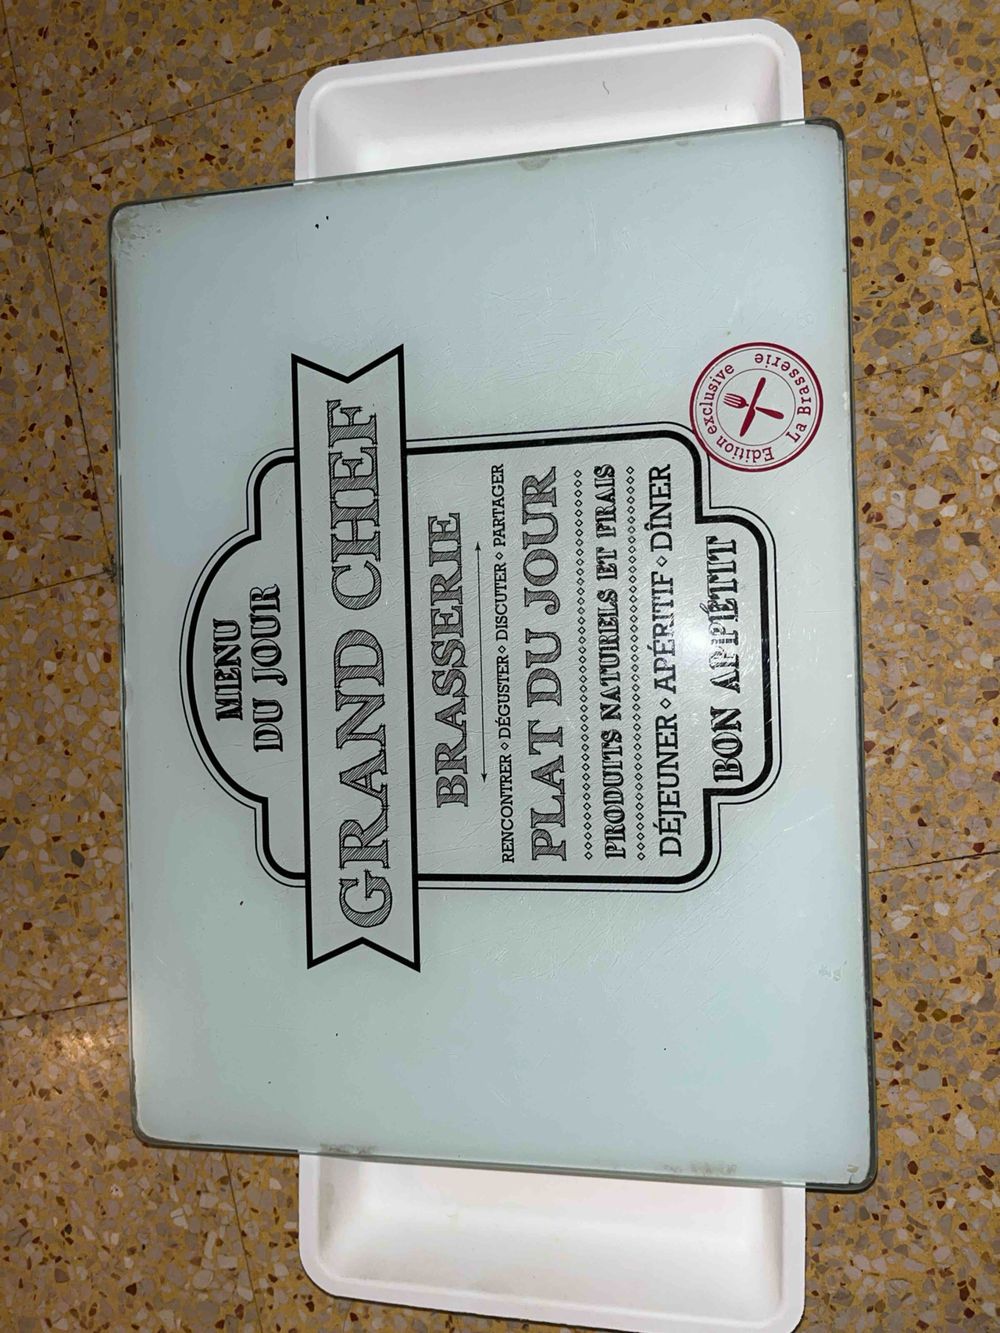 MENU
DU JOUR
GRAND CHEF
BRASSERIE
RENCONTRER ◇ DÉGUSTER ◇ DISCUTER ◇ PARTAGER
PLAT DU JOUR
PRODUITS NATURELS ET FRAIS
DÉJEUNER ◇ APÉRITIF ◇ DÎNER
BON APPÉTIT
Edition exclusive
La Brasserie